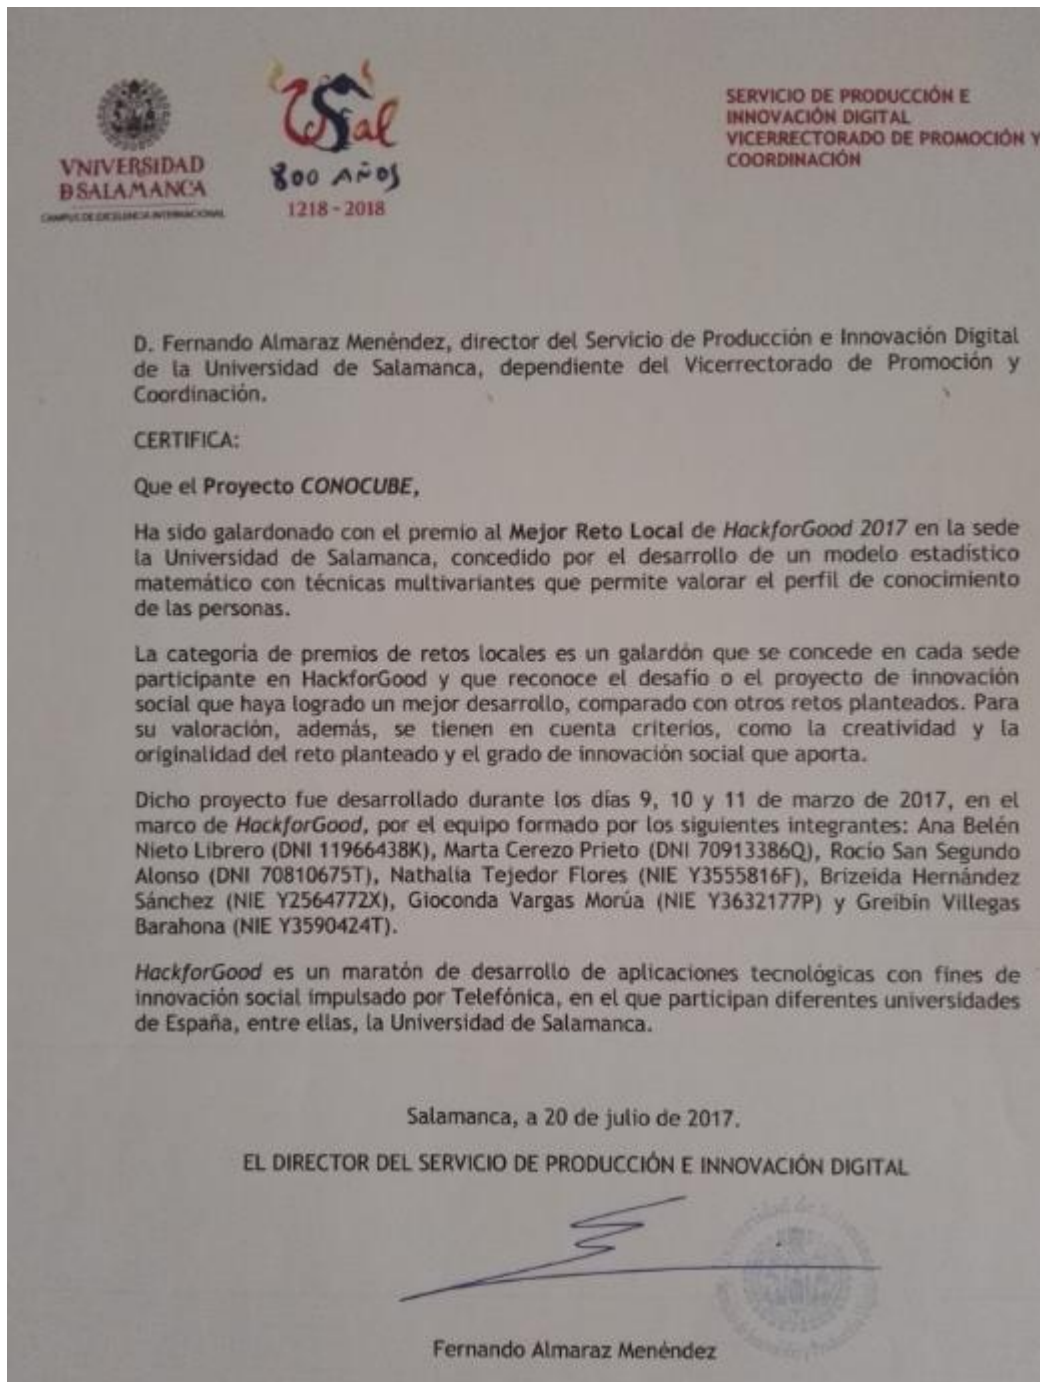 VNIVERSIDAD
D SALAMANCA
CAMPUS DE EXCELENCIA INTERNACIONAL
USal
800 AÑOS
1218 - 2018
SERVICIO DE PRODUCCIÓN E
INNOVACIÓN DIGITAL
VICERRECTORADO DE PROMOCIÓN Y
COORDINACIÓN
D. Fernando Almaraz Menéndez, director del Servicio de Producción e Innovación Digital
de la Universidad de Salamanca, dependiente del Vicerrectorado de Promoción y
Coordinación.
CERTIFICA:
Que el Proyecto CONOCUBE,
Ha sido galardonado con el premio al Mejor Reto Local de HackforGood 2017 en la sede
la Universidad de Salamanca, concedido por el desarrollo de un modelo estadístico
matemático con técnicas multivariantes que permite valorar el perfil de conocimiento
de las personas.
La categoría de premios de retos locales es un galardón que se concede en cada sede
participante en HackforGood y que reconoce el desafío o el proyecto de innovación
social que haya logrado un mejor desarrollo, comparado con otros retos planteados. Para
su valoración, además, se tienen en cuenta criterios, como la creatividad y la
originalidad del reto planteado y el grado de innovación social que aporta.
Dicho proyecto fue desarrollado durante los días 9, 10 y 11 de marzo de 2017, en el
marco de HackforGood, por el equipo formado por los siguientes integrantes: Ana Belén
Nieto Librero (DNI 11966438K), Marta Cerezo Prieto (DNI 70913386Q), Rocío San Segundo
Alonso (DNI 70810675T), Nathalia Tejedor Flores (NIE Y3555816F), Brizeida Hernández
Sánchez (NIE Y2564772X), Gioconda Vargas Morúa (NIE Y3632177P) y Greibin Villegas
Barahona (NIE Y3590424T).
HackforGood es un maratón de desarrollo de aplicaciones tecnológicas con fines de
innovación social impulsado por Telefónica, en el que participan diferentes universidades
de España, entre ellas, la Universidad de Salamanca.
Salamanca, a 20 de julio de 2017.
EL DIRECTOR DEL SERVICIO DE PRODUCCIÓN E INNOVACIÓN DIGITAL
Fernando Almaraz Menéndez